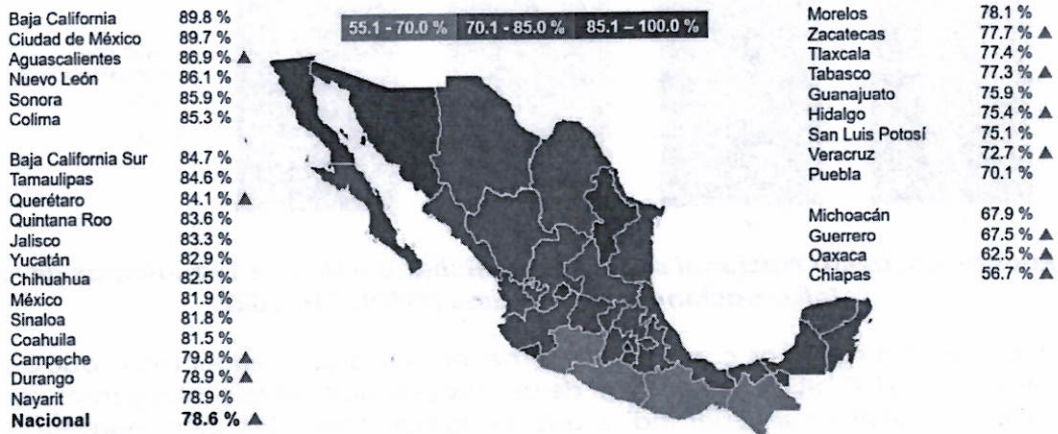 Baja California 89.8 %
Ciudad de México 89.7 %
Aguascalientes 86.9 % ▲
Nuevo León 86.1 %
Sonora 85.9 %
Colima 85.3 %
Baja California Sur 84.7 %
Tamaulipas 84.6 %
Querétaro 84.1 % ▲
Quintana Roo 83.6 %
Jalisco 83.3 %
Yucatán 82.9 %
Chihuahua 82.5 %
México 81.9 %
Sinaloa 81.8 %
Coahuila 81.5 %
Campeche 79.8 % ▲
Durango 78.9 % ▲
Nayarit 78.9 %
Nacional 78.6 % ▲
55.1 - 70.0 % 70.1 - 85.0 % 85.1 – 100.0 %
Morelos 78.1 %
Zacatecas 77.7 % ▲
Tlaxcala 77.4 %
Tabasco 77.3 % ▲
Guanajuato 75.9 %
Hidalgo 75.4 % ▲
San Luis Potosí 75.1 %
Veracruz 72.7 % ▲
Puebla 70.1 %
Michoacán 67.9 %
Guerrero 67.5 % ▲
Oaxaca 62.5 % ▲
Chiapas 56.7 % ▲